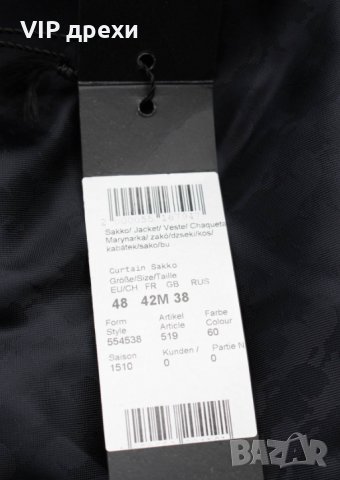 VIP дрехи
Sakko/ Jacket/ Veste/ Chaqueta
Marynarka/ zakó/dzseki/kos/
kabátek/sako/bu
Curtain Sakko
Größe/Size/Taille
EU/CH FR GB RUS
48 42M 38
Form Artikel Farbe
Style Article Colour
554538 519 60
Saison Kunden / Partie N
1510 0 0
BAZAR